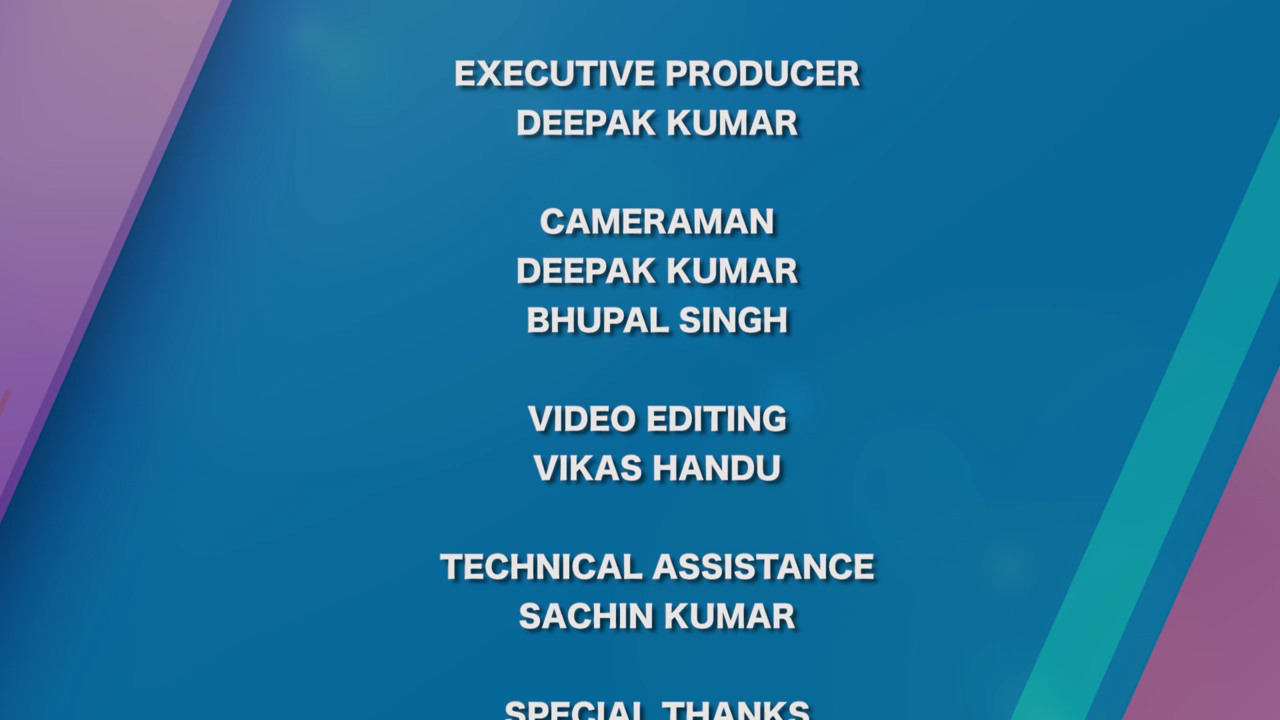 EXECUTIVE PRODUCER
DEEPAK KUMAR
CAMERAMAN
DEEPAK KUMAR
BHUPAL SINGH
VIDEO EDITING
VIKAS HANDU
TECHNICAL ASSISTANCE
SACHIN KUMAR
SPECIAL THANKS